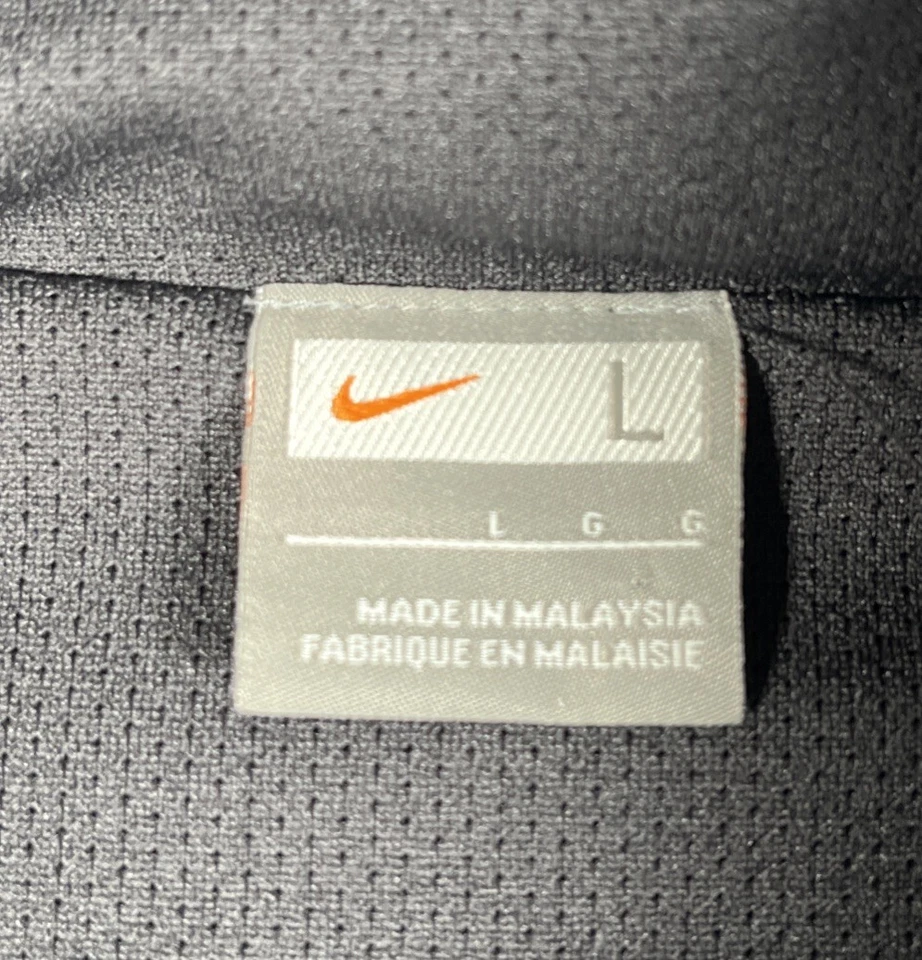 L
L G G
MADE IN MALAYSIA
FABRIQUE EN MALAISIE